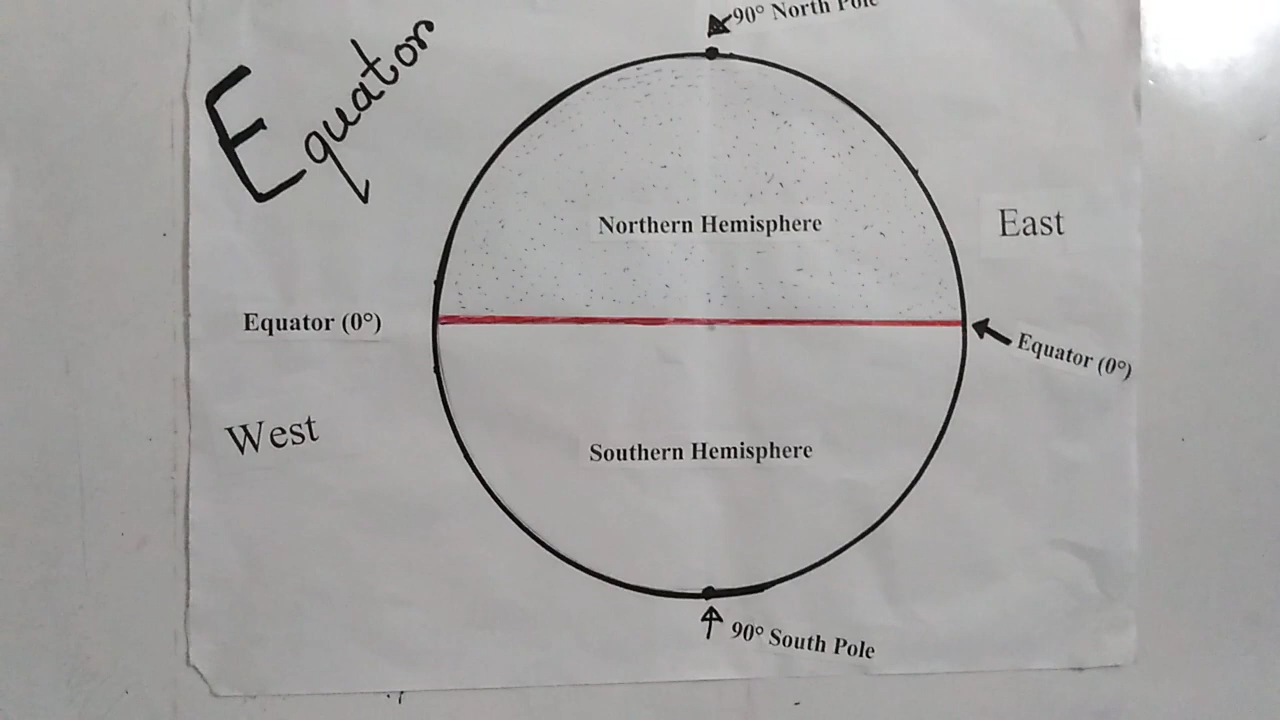 Equator
90° North Pole
Northern Hemisphere
East
Equator (0°)
Equator (0°)
West
Southern Hemisphere
90° South Pole